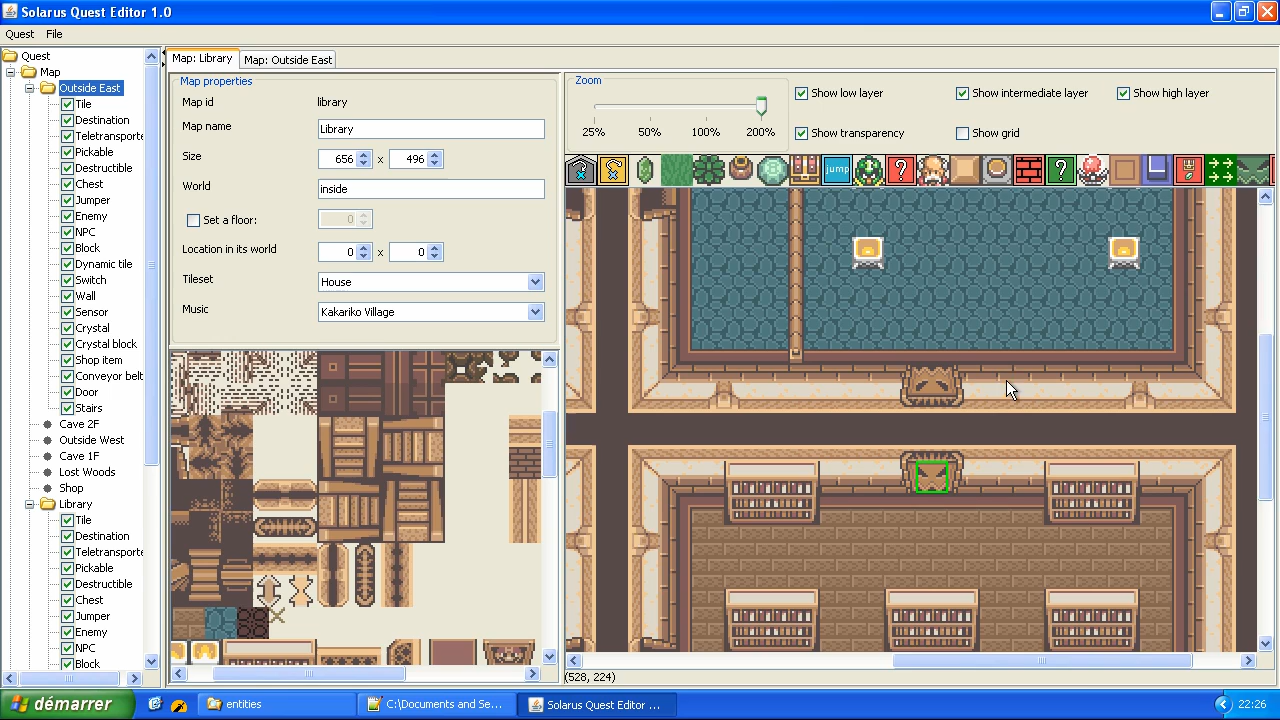 Solarus Quest Editor 1.0
Quest File
Quest
Map
Outside East
Tile
Destination
Teletransporte
Pickable
Destructible
Chest
Jumper
Enemy
NPC
Block
Dynamic tile
Switch
Wall
Sensor
Crystal
Crystal block
Shop item
Conveyor belt
Door
Stairs
Cave 2F
Outside West
Cave 1F
Lost Woods
Shop
Library
Tile
Destination
Teletransporte
Pickable
Destructible
Chest
Jumper
Enemy
NPC
Block
Map: Library Map: Outside East
Map properties
Map id library
Map name Library
Size 656 x 496
World inside
Set a floor: 0
Location in its world 0 x 0
Tileset House
Music Kakariko Village
Zoom
25% 50% 100% 200%
Show low layer Show intermediate layer Show high layer
Show transparency Show grid
jump ? ?
(528, 224)
démarrer entities C:\Documents and Se... Solarus Quest Editor ... 22:26